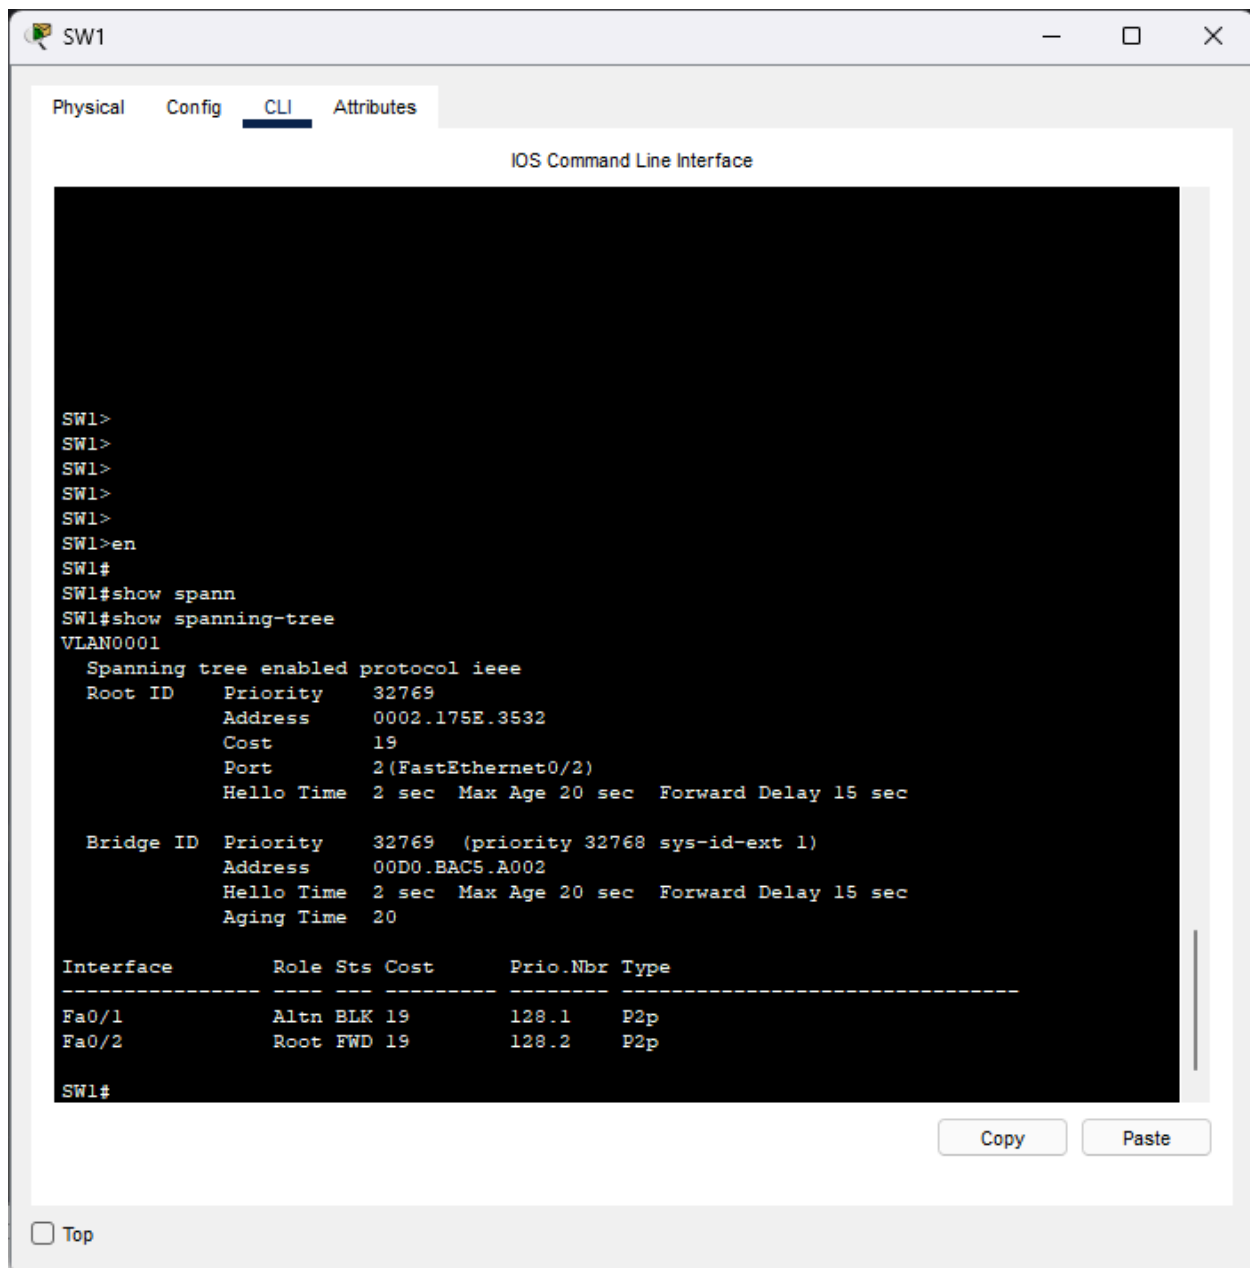 SW1
Physical Config CLI Attributes
IOS Command Line Interface
SW1>
SW1>
SW1>
SW1>
SW1>
SW1>en
SW1#
SW1#show spann
SW1#show spanning-tree
VLAN0001
  Spanning tree enabled protocol ieee
  Root ID    Priority    32769
             Address     0002.175E.3532
             Cost        19
             Port        2(FastEthernet0/2)
             Hello Time  2 sec  Max Age 20 sec  Forward Delay 15 sec
  Bridge ID  Priority    32769  (priority 32768 sys-id-ext 1)
             Address     00D0.BAC5.A002
             Hello Time  2 sec  Max Age 20 sec  Forward Delay 15 sec
             Aging Time  20
Interface        Role Sts Cost      Prio.Nbr Type
---------------- ---- --- --------- -------- --------------------------------
Fa0/1            Altn BLK 19        128.1    P2p
Fa0/2            Root FWD 19        128.2    P2p
SW1#
Copy Paste
Top